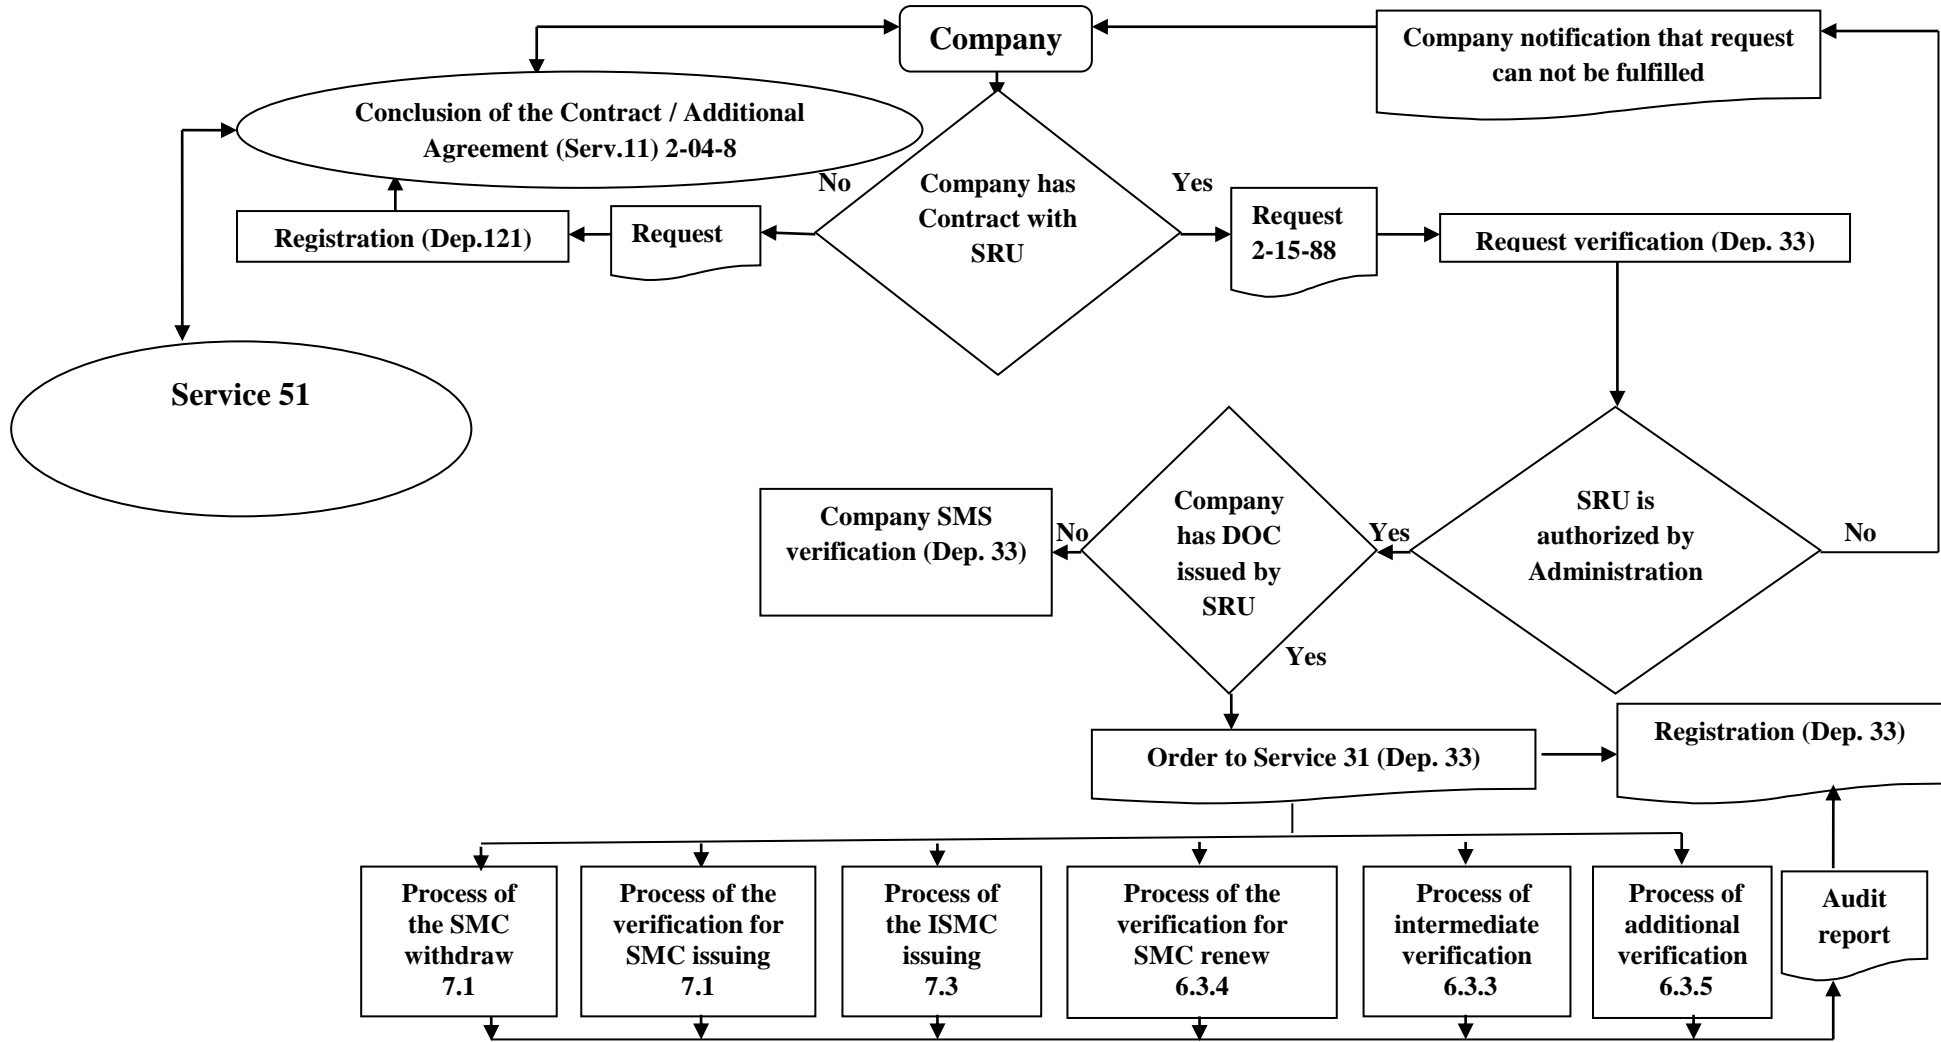 Company
Company notification that request
can not be fulfilled
Conclusion of the Contract / Additional
Agreement (Serv.11) 2-04-8
No
Company has
Contract with
SRU
Yes
Request
2-15-88
Request verification (Dep. 33)
Registration (Dep.121)
Request
Service 51
Company SMS
verification (Dep. 33)
No
Company
has DOC
issued by
SRU
Yes
SRU is
authorized by
Administration
No
Yes
Order to Service 31 (Dep. 33)
Registration (Dep. 33)
Process of
the SMC
withdraw
7.1
Process of the
verification for
SMC issuing
7.1
Process of
the ISMC
issuing
7.3
Process of the
verification for
SMC renew
6.3.4
Process of
intermediate
verification
6.3.3
Process of
additional
verification
6.3.5
Audit
report